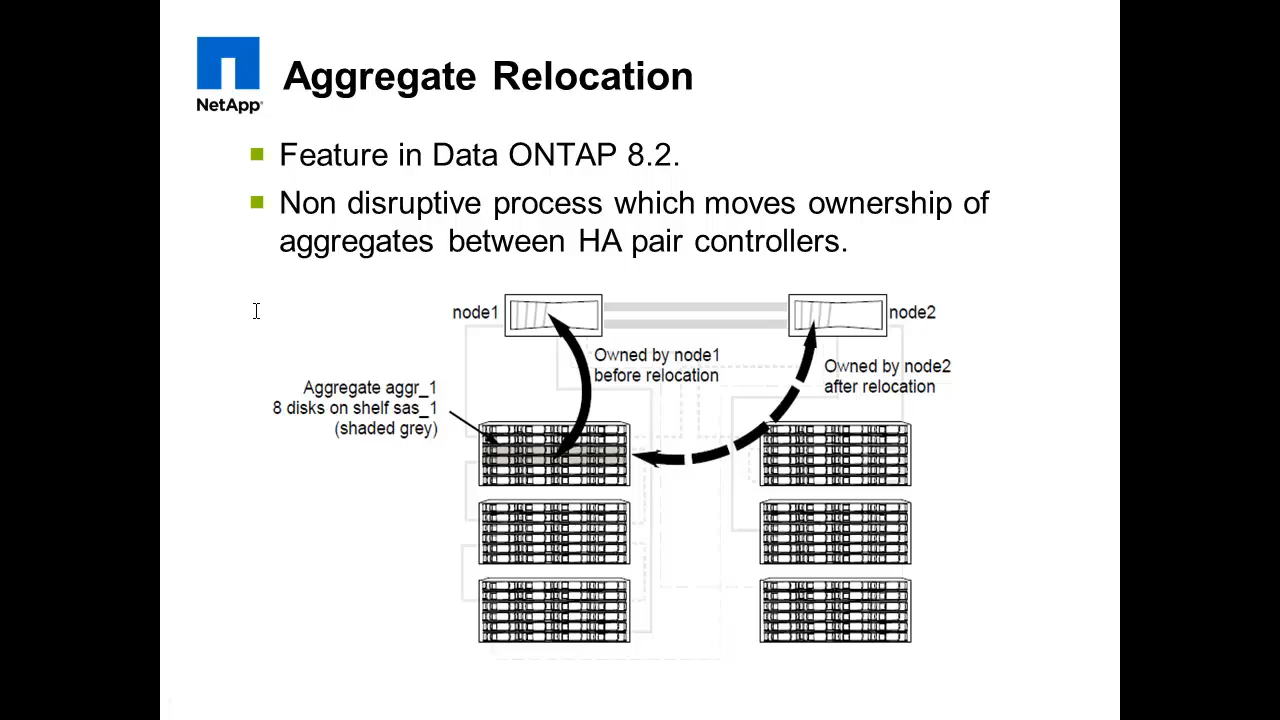 NetApp®
Aggregate Relocation
Feature in Data ONTAP 8.2.
Non disruptive process which moves ownership of
aggregates between HA pair controllers.
node1
node2
Owned by node1
before relocation
Owned by node2
after relocation
Aggregate aggr_1
8 disks on shelf sas_1
(shaded grey)